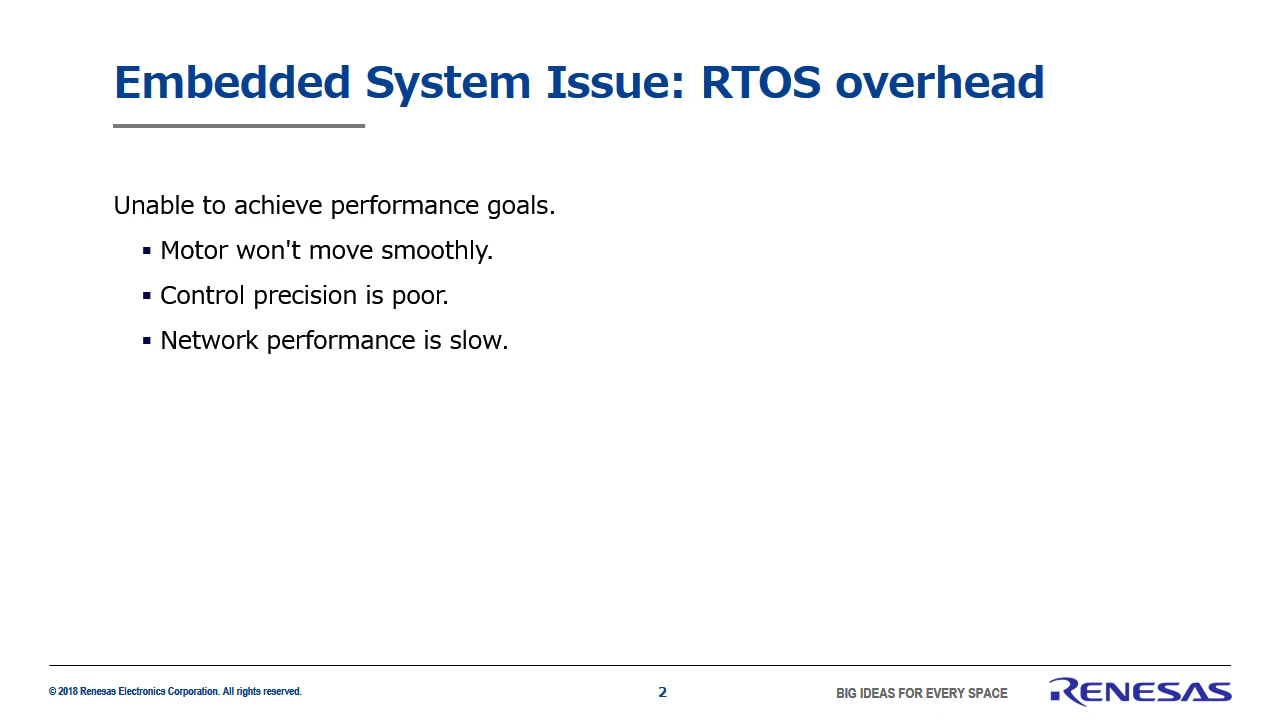 Embedded System Issue: RTOS overhead
Unable to achieve performance goals.
▪ Motor won't move smoothly.
▪ Control precision is poor.
▪ Network performance is slow.
© 2018 Renesas Electronics Corporation. All rights reserved.
2
BIG IDEAS FOR EVERY SPACE
RENESAS